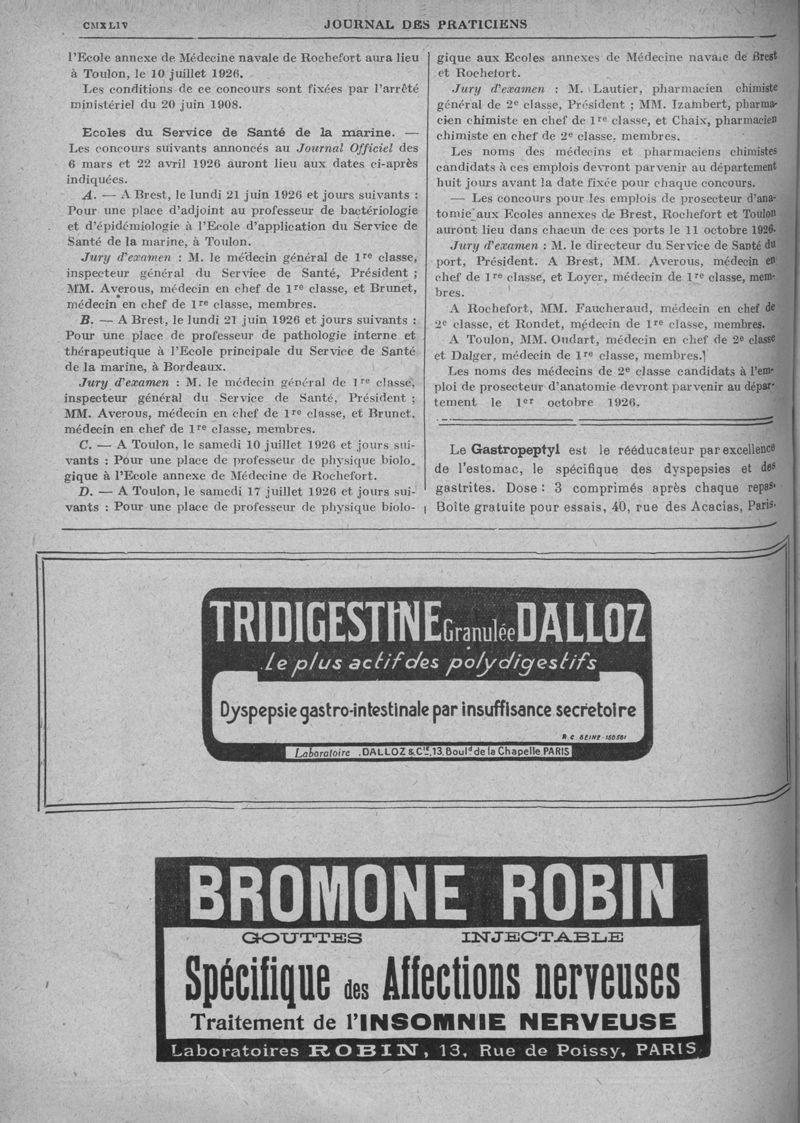 CMXLIV
JOURNAL DES PRATICIENS
l'Ecole annexe de Médecine navale de Rochefort aura lieu
à Toulon, le 10 juillet 1926.
Les conditions de ce concours sont fixées par l'arrêté
ministériel du 20 juin 1908.
Ecoles du Service de Santé de la marine. —
Les concours suivants annoncés au Journal Officiel des
6 mars et 22 avril 1926 auront lieu aux dates ci-après
indiquées.
A. — A Brest, le lundi 21 juin 1926 et jours suivants :
Pour une place d'adjoint au professeur de bactériologie
et d'épidémiologie à l'Ecole d'application du Service de
Santé de la marine, à Toulon.
Jury d'examen : M. le médecin général de 1re classe,
inspecteur général du Service de Santé, Président ;
MM. Averous, médecin en chef de 1re classe, et Brunet,
médecin en chef de 1re classe, membres.
B. — A Brest, le lundi 21 juin 1926 et jours suivants :
Pour une place de professeur de pathologie interne et
thérapeutique à l'Ecole principale du Service de Santé
de la marine, à Bordeaux.
Jury d'examen : M. le médecin général de 1re classe,
inspecteur général du Service de Santé, Président ;
MM. Averous, médecin en chef de 1re classe, et Brunet,
médecin en chef de 1re classe, membres.
C. — A Toulon, le samedi 10 juillet 1926 et jours sui-
vants : Pour une place de professeur de physique biolo-
gique à l'Ecole annexe de Médecine de Rochefort.
D. — A Toulon, le samedi 17 juillet 1926 et jours sui-
vants : Pour une place de professeur de physique biolo-
gique aux Ecoles annexes de Médecine navale de Brest
et Rochefort.
Jury d'examen : M. Lautier, pharmacien chimiste
général de 2e classe, Président ; MM. Izambert, pharma-
cien chimiste en chef de 1re classe, et Chaix, pharmacien
chimiste en chef de 2e classe, membres.
Les noms des médecins et pharmaciens chimistes
candidats à ces emplois devront parvenir au département
huit jours avant la date fixée pour chaque concours.
— Les concours pour les emplois de prosecteur d'ana-
tomie aux Ecoles annexes de Brest, Rochefort et Toulon
auront lieu dans chacun de ces ports le 11 octobre 1926.
Jury d'examen : M. le directeur du Service de Santé du
port, Président. A Brest, MM. Averous, médecin en
chef de 1re classe, et Loyer, médecin de 1re classe, mem-
bres.
A Rochefort, MM. Faucheraud, médecin en chef de
2e classe, et Rondet, médecin de 1re classe, membres.
A Toulon, MM. Oudart, médecin en chef de 2e classe
et Dalger, médecin de 1re classe, membres.
Les noms des médecins de 2e classe candidats à l'em-
ploi de prosecteur d'anatomie devront parvenir au dépar-
tement le 1er octobre 1926.
Le Gastropeptyl est le rééducateur par excellence
de l'estomac, le spécifique des dyspepsies et des
gastrites. Dose : 3 comprimés après chaque repas.
Boîte gratuite pour essais, 40, rue des Acacias, Paris.
TRIDIGESTINE Granulée DALLOZ
Le plus actif des polydigestifs
Dyspepsie gastro-intestinale par insuffisance secretoire
R.C. SEINE - 150581
Laboratoire . DALLOZ & Cie, 13, Bould de la Chapelle, PARIS
BROMONE ROBIN
GOUTTES INJECTABLE
Spécifique des Affections nerveuses
Traitement de l'INSOMNIE NERVEUSE
Laboratoires ROBIN, 13, Rue de Poissy, PARIS